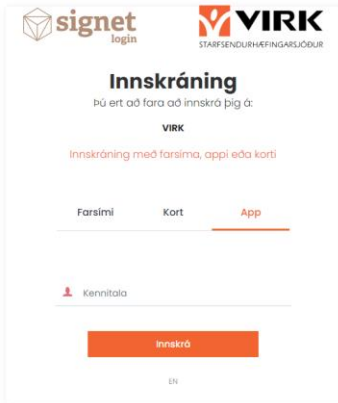 signet
login
VIRK
STARFSENDURHÆFINGARSJÓÐUR
Innskráning
Þú ert að fara að innskrá þig á:
VIRK
Innskráning með farsíma, appi eða korti
Farsími Kort App
Kennitala
Innskrá
EN